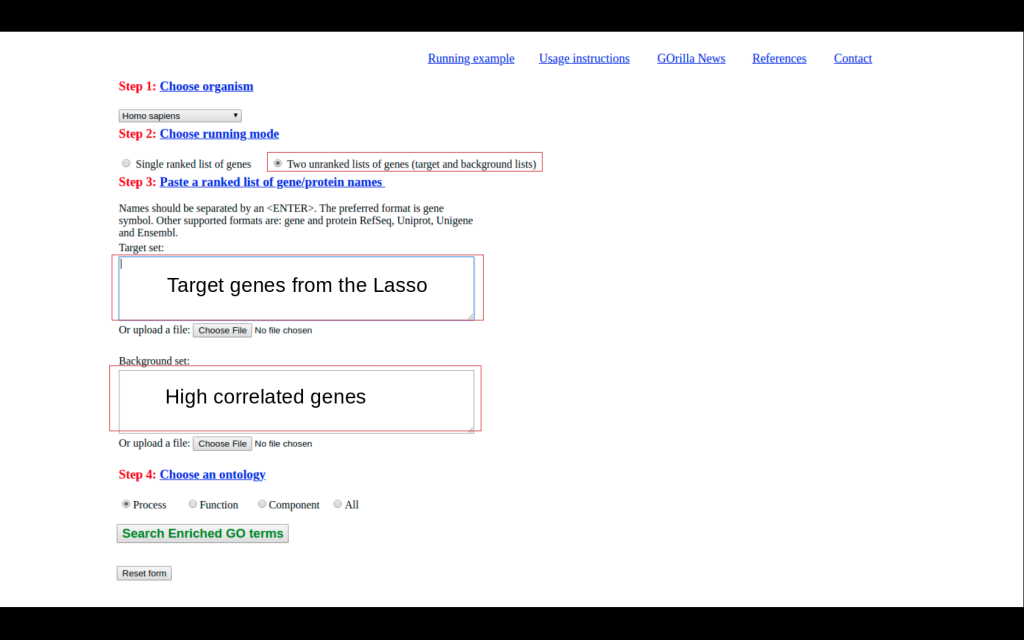 Running example Usage instructions GOrilla News References Contact
Step 1: Choose organism
Homo sapiens
Step 2: Choose running mode
Single ranked list of genes Two unranked lists of genes (target and background lists)
Step 3: Paste a ranked list of gene/protein names
Names should be separated by an <ENTER>. The preferred format is gene
symbol. Other supported formats are: gene and protein RefSeq, Uniprot, Unigene
and Ensembl.
Target set:
Target genes from the Lasso
Or upload a file: Choose File No file chosen
Background set:
High correlated genes
Or upload a file: Choose File No file chosen
Step 4: Choose an ontology
Process Function Component All
Search Enriched GO terms
Reset form